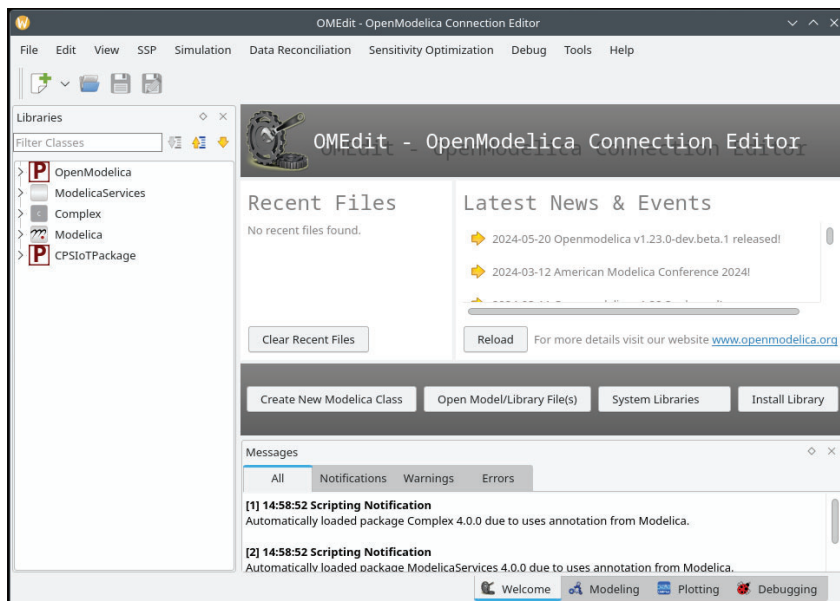 OMEdit - OpenModelica Connection Editor
File Edit View SSP Simulation Data Reconciliation Sensitivity Optimization Debug Tools Help
Libraries
Filter Classes
OpenModelica
ModelicaServices
Complex
Modelica
CPSIoTPackage
OMEdit - OpenModelica Connection Editor
Recent Files
No recent files found.
Clear Recent Files
Latest News & Events
2024-05-20 Openmodelica v1.23.0-dev.beta.1 released!
2024-03-12 American Modelica Conference 2024!
Reload For more details visit our website www.openmodelica.org
Create New Modelica Class Open Model/Library File(s) System Libraries Install Library
Messages
All Notifications Warnings Errors
[1] 14:58:52 Scripting Notification
Automatically loaded package Complex 4.0.0 due to uses annotation from Modelica.
[2] 14:58:52 Scripting Notification
Automatically loaded package ModelicaServices 4.0.0 due to uses annotation from Modelica.
Welcome Modeling Plotting Debugging